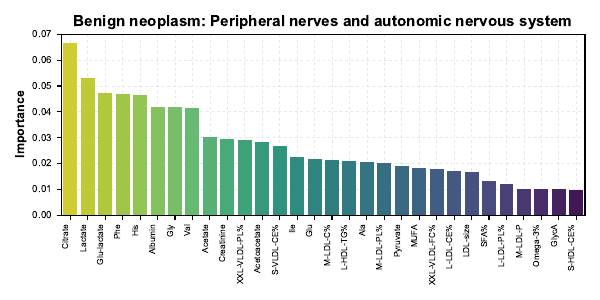 Benign neoplasm: Peripheral nerves and autonomic nervous system
Importance
0.07
0.06
0.05
0.04
0.03
0.02
0.01
0.00
Citrate
Lactate
Glu-lactate
Phe
His
Albumin
Gly
Val
Acetate
Creatinine
XXL-VLDL-PL%
Acetoacetate
S-VLDL-CE%
Ile
Glu
M-LDL-C%
L-HDL-TG%
Ala
M-LDL-PL%
Pyruvate
MUFA
XXL-VLDL-FC%
L-LDL-CE%
LDL-size
SFA%
L-LDL-PL%
M-LDL-P
Omega-3%
GlycA
S-HDL-CE%